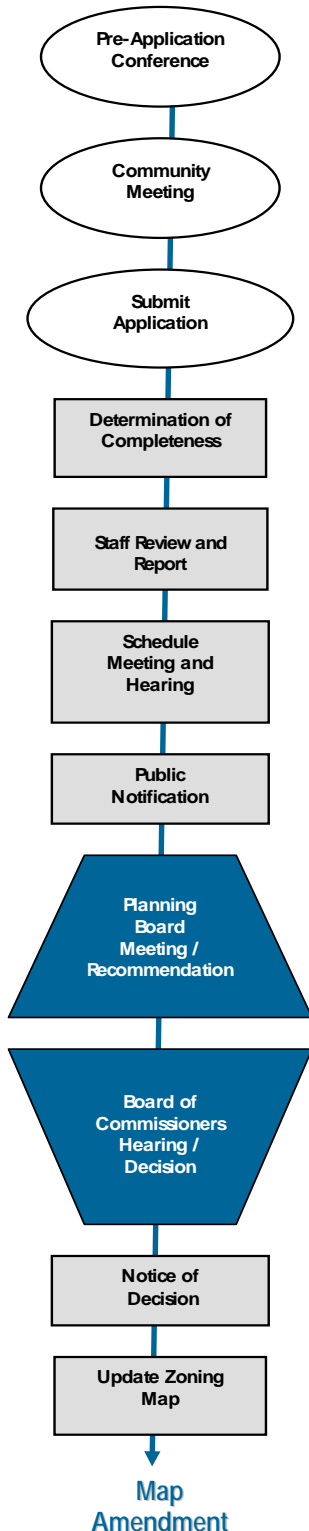 Pre-Application
Conference
Community
Meeting
Submit
Application
Determination of
Completeness
Staff Review and
Report
Schedule
Meeting and
Hearing
Public
Notification
Planning
Board
Meeting /
Recommendation
Board of
Commissioners
Hearing /
Decision
Notice of
Decision
Update Zoning
Map
Map
Amendment